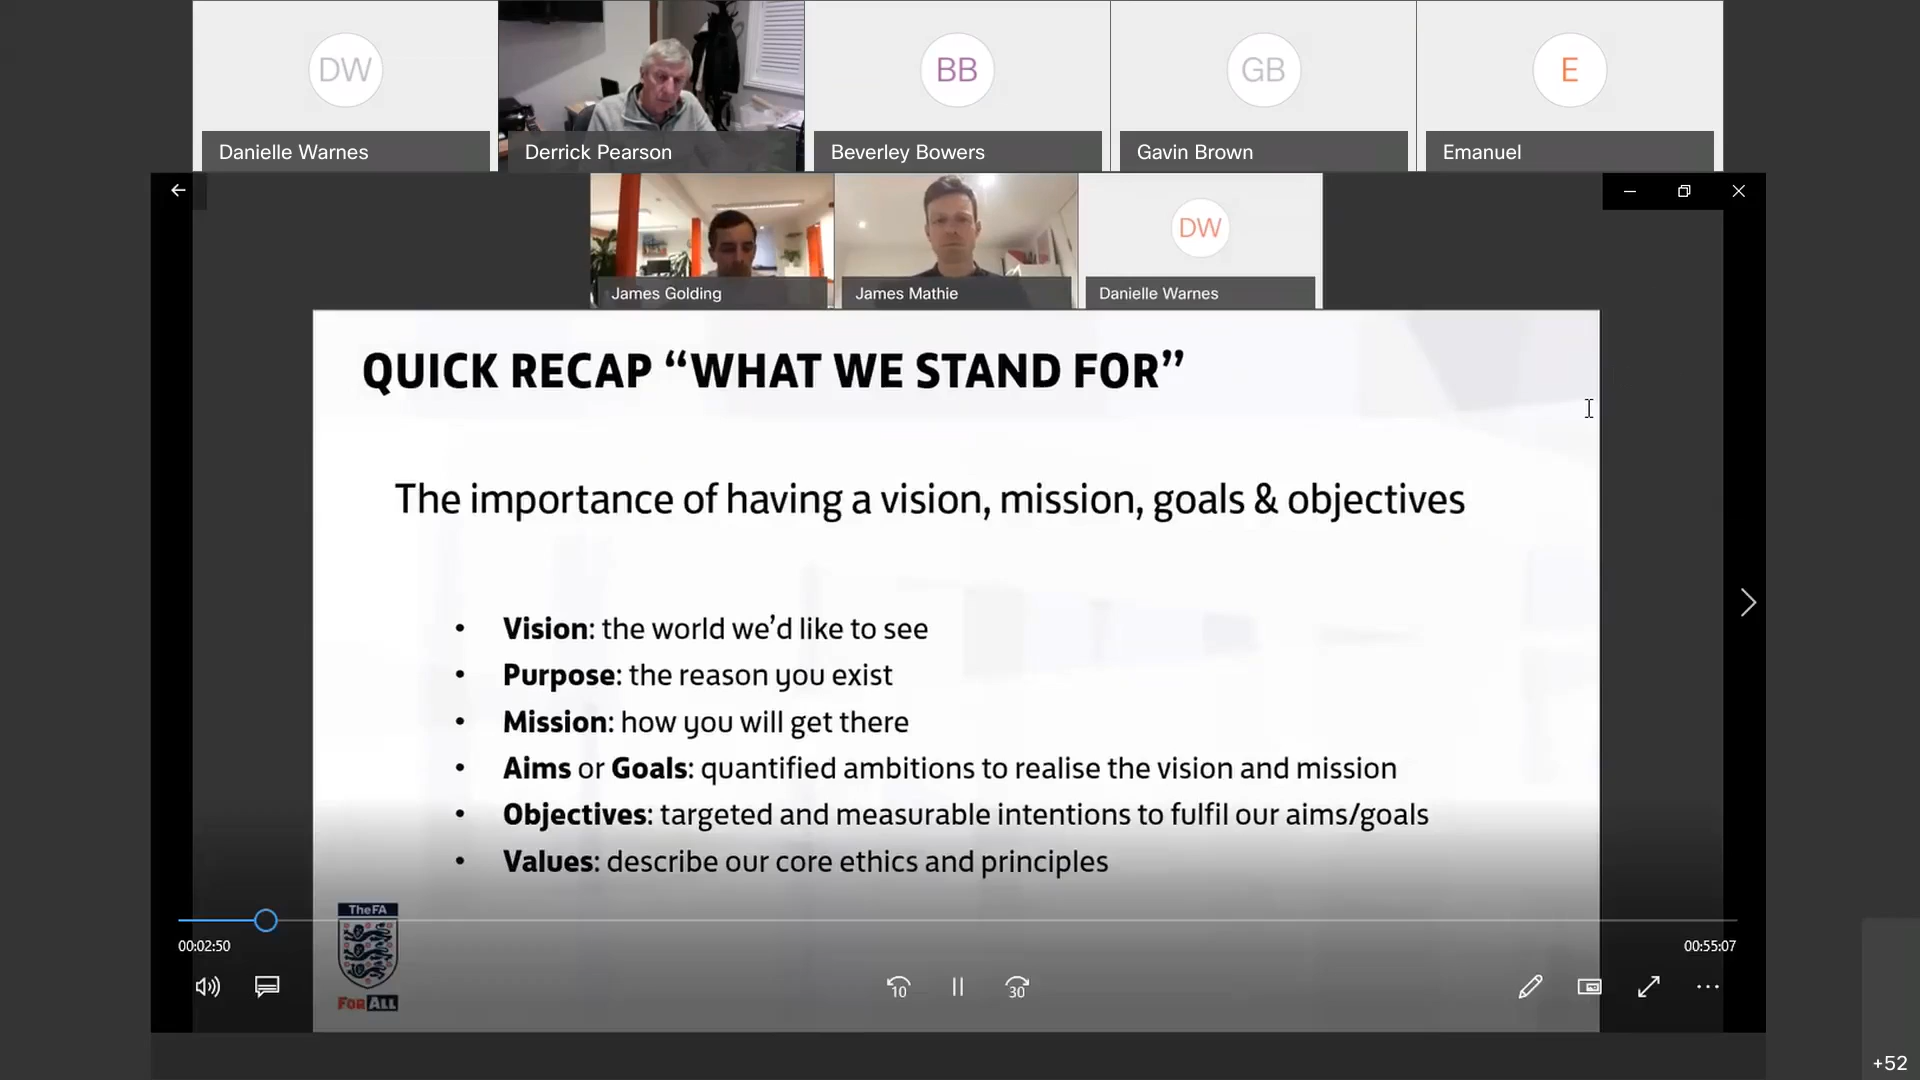 DW
BB
GB
E
Danielle Warnes
Derrick Pearson
Beverley Bowers
Gavin Brown
Emanuel
DW
James Golding
James Mathie
Danielle Warnes
QUICK RECAP “WHAT WE STAND FOR”
The importance of having a vision, mission, goals & objectives
• Vision: the world we’d like to see
• Purpose: the reason you exist
• Mission: how you will get there
• Aims or Goals: quantified ambitions to realise the vision and mission
• Objectives: targeted and measurable intentions to fulfil our aims/goals
• Values: describe our core ethics and principles
TheFA
FOR ALL
00:02:50
00:55:07
10
30
+52